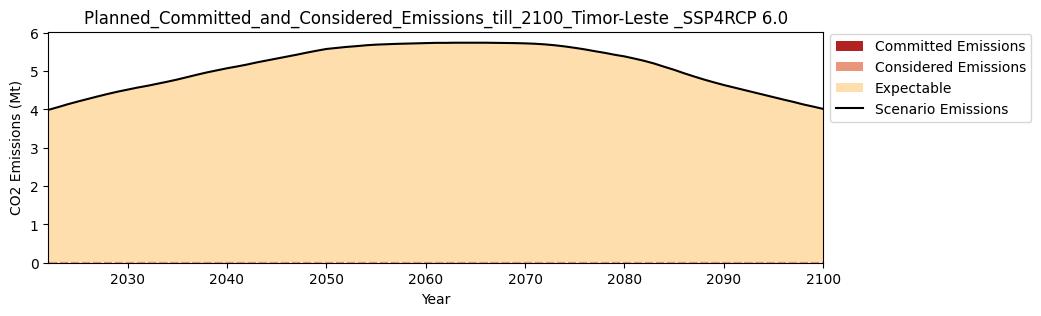 Planned_Committed_and_Considered_Emissions_till_2100_Timor-Leste _SSP4RCP 6.0
Committed Emissions
Considered Emissions
Expectable
Scenario Emissions
CO2 Emissions (Mt)
6
5
4
3
2
1
0
2030 2040 2050 2060 2070 2080 2090 2100
Year